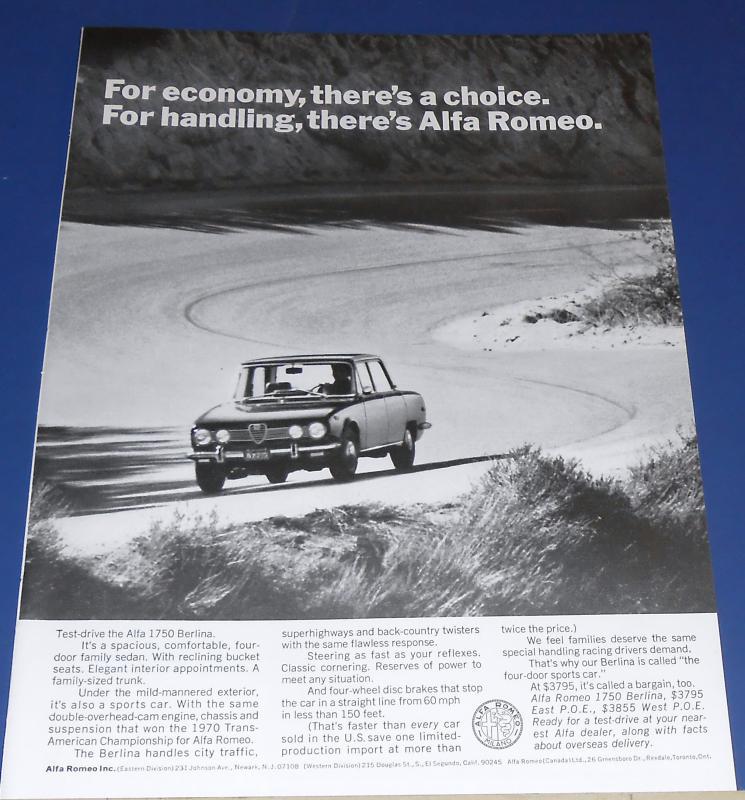 For economy, there's a choice.
For handling, there's Alfa Romeo.
Test-drive the Alfa 1750 Berlina.
It's a spacious, comfortable, four-
door family sedan. With reclining bucket
seats. Elegant interior appointments. A
family-sized trunk.
Under the mild-mannered exterior,
it's also a sports car. With the same
double-overhead-cam engine, chassis and
suspension that won the 1970 Trans-
American Championship for Alfa Romeo.
The Berlina handles city traffic,
superhighways and back-country twisters
with the same flawless response.
Steering as fast as your reflexes.
Classic cornering. Reserves of power to
meet any situation.
And four-wheel disc brakes that stop
the car in a straight line from 60 mph
in less than 150 feet.
(That's faster than every car
sold in the U.S. save one limited-
production import at more than
twice the price.)
We feel families deserve the same
special handling racing drivers demand.
That's why our Berlina is called "the
four-door sports car."
At $3795, it's called a bargain, too.
Alfa Romeo 1750 Berlina, $3795
East P.O.E., $3855 West P.O.E.
Ready for a test-drive at your near-
est Alfa dealer, along with facts
about overseas delivery.
ALFA ROMEO
MILANO
Alfa Romeo Inc. (Eastern Division) 231 Johnson Ave., Newark, N.J. 07108 (Western Division) 215 Douglas St., S., El Segundo, Calif. 90245 Alfa Romeo (Canada) Ltd., 26 Greensboro Dr., Rexdale, Toronto, Ont.